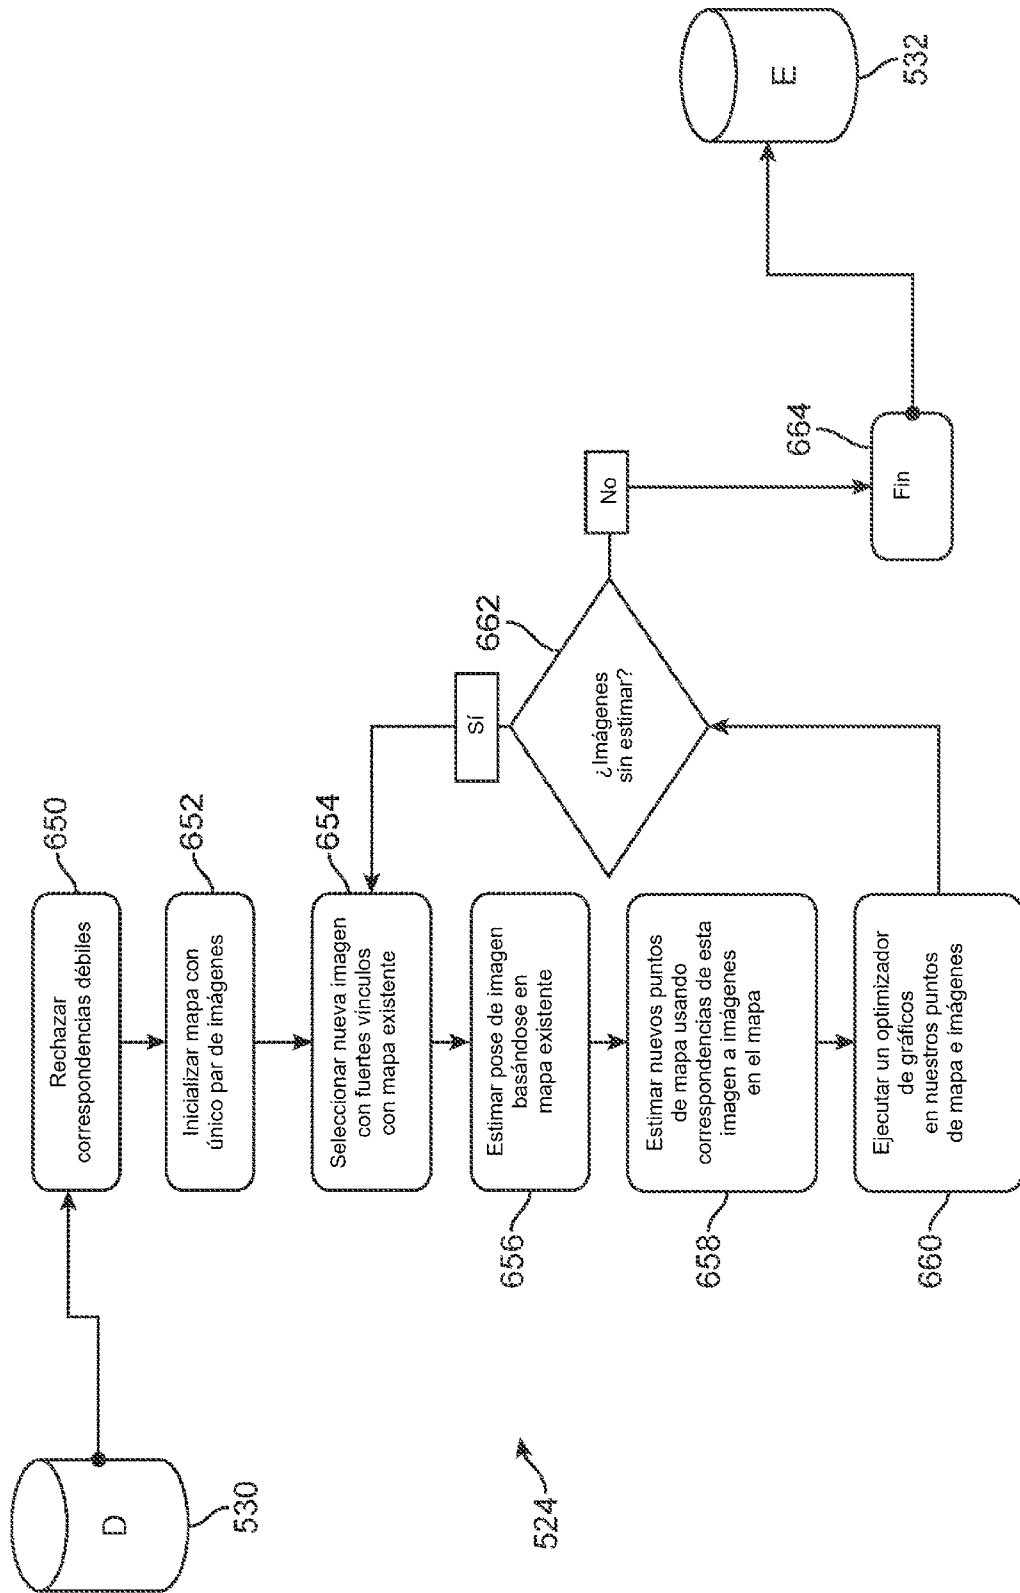 D
530
524
650
Rechazar
correspondencias débiles
652
Inicializar mapa con
único par de imágenes
654
Seleccionar nueva imagen
con fuertes vínculos
con mapa existente
656
Estimar pose de imagen
basándose en
mapa existente
658
Estimar nuevos puntos
de mapa usando
correspondencias de esta
imagen a imágenes
en el mapa
660
Ejecutar un optimizador
de gráficos
en nuestros puntos
de mapa e imágenes
662
¿Imágenes
sin estimar?
Sí
No
664
Fin
E
532